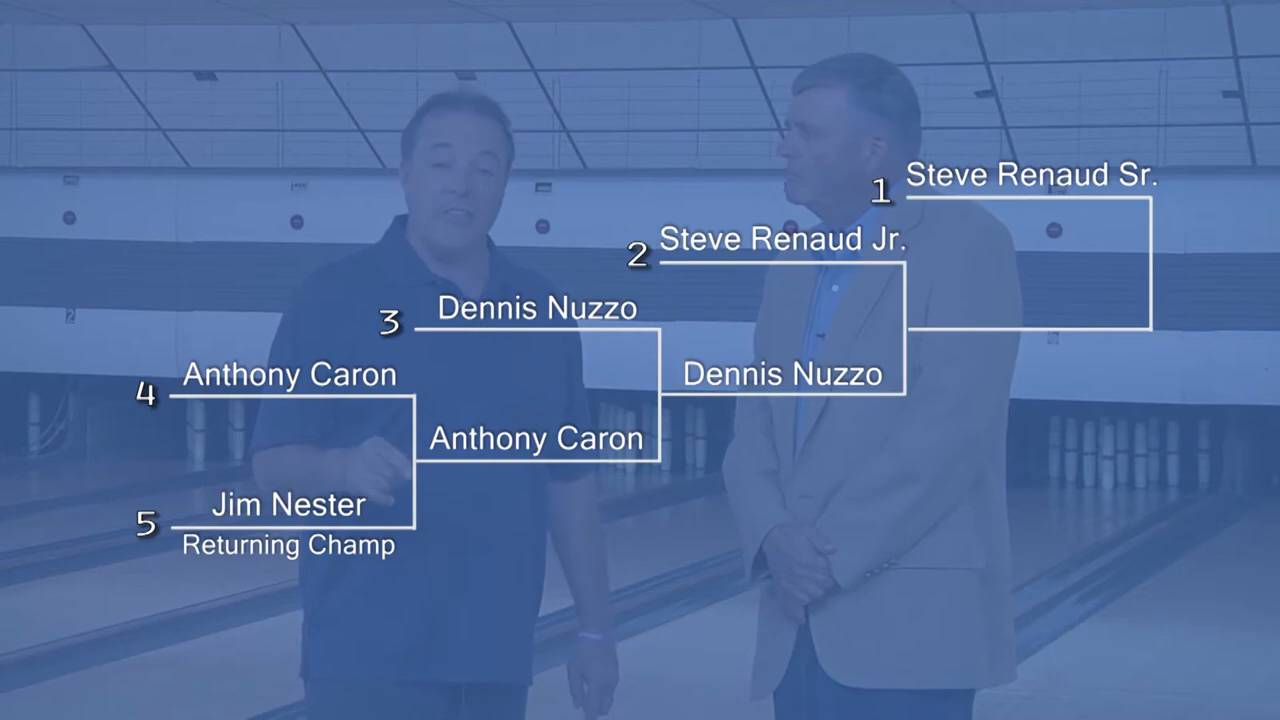 1 Steve Renaud Sr.
2 Steve Renaud Jr.
3 Dennis Nuzzo
Dennis Nuzzo
4 Anthony Caron
Anthony Caron
5 Jim Nester
Returning Champ
2